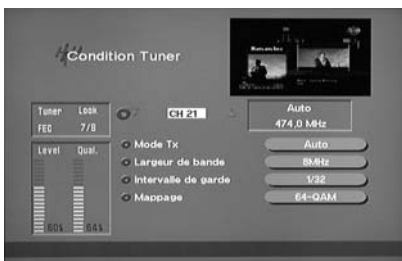 Condition Tuner
Tuner Lock
FEC 7/8
CH 21
Auto
474,0 MHz
Level Qual.
60% 64%
Mode Tx Auto
Largeur de bande 8MHz
Intervalle de garde 1/32
Mappage 64-QAM